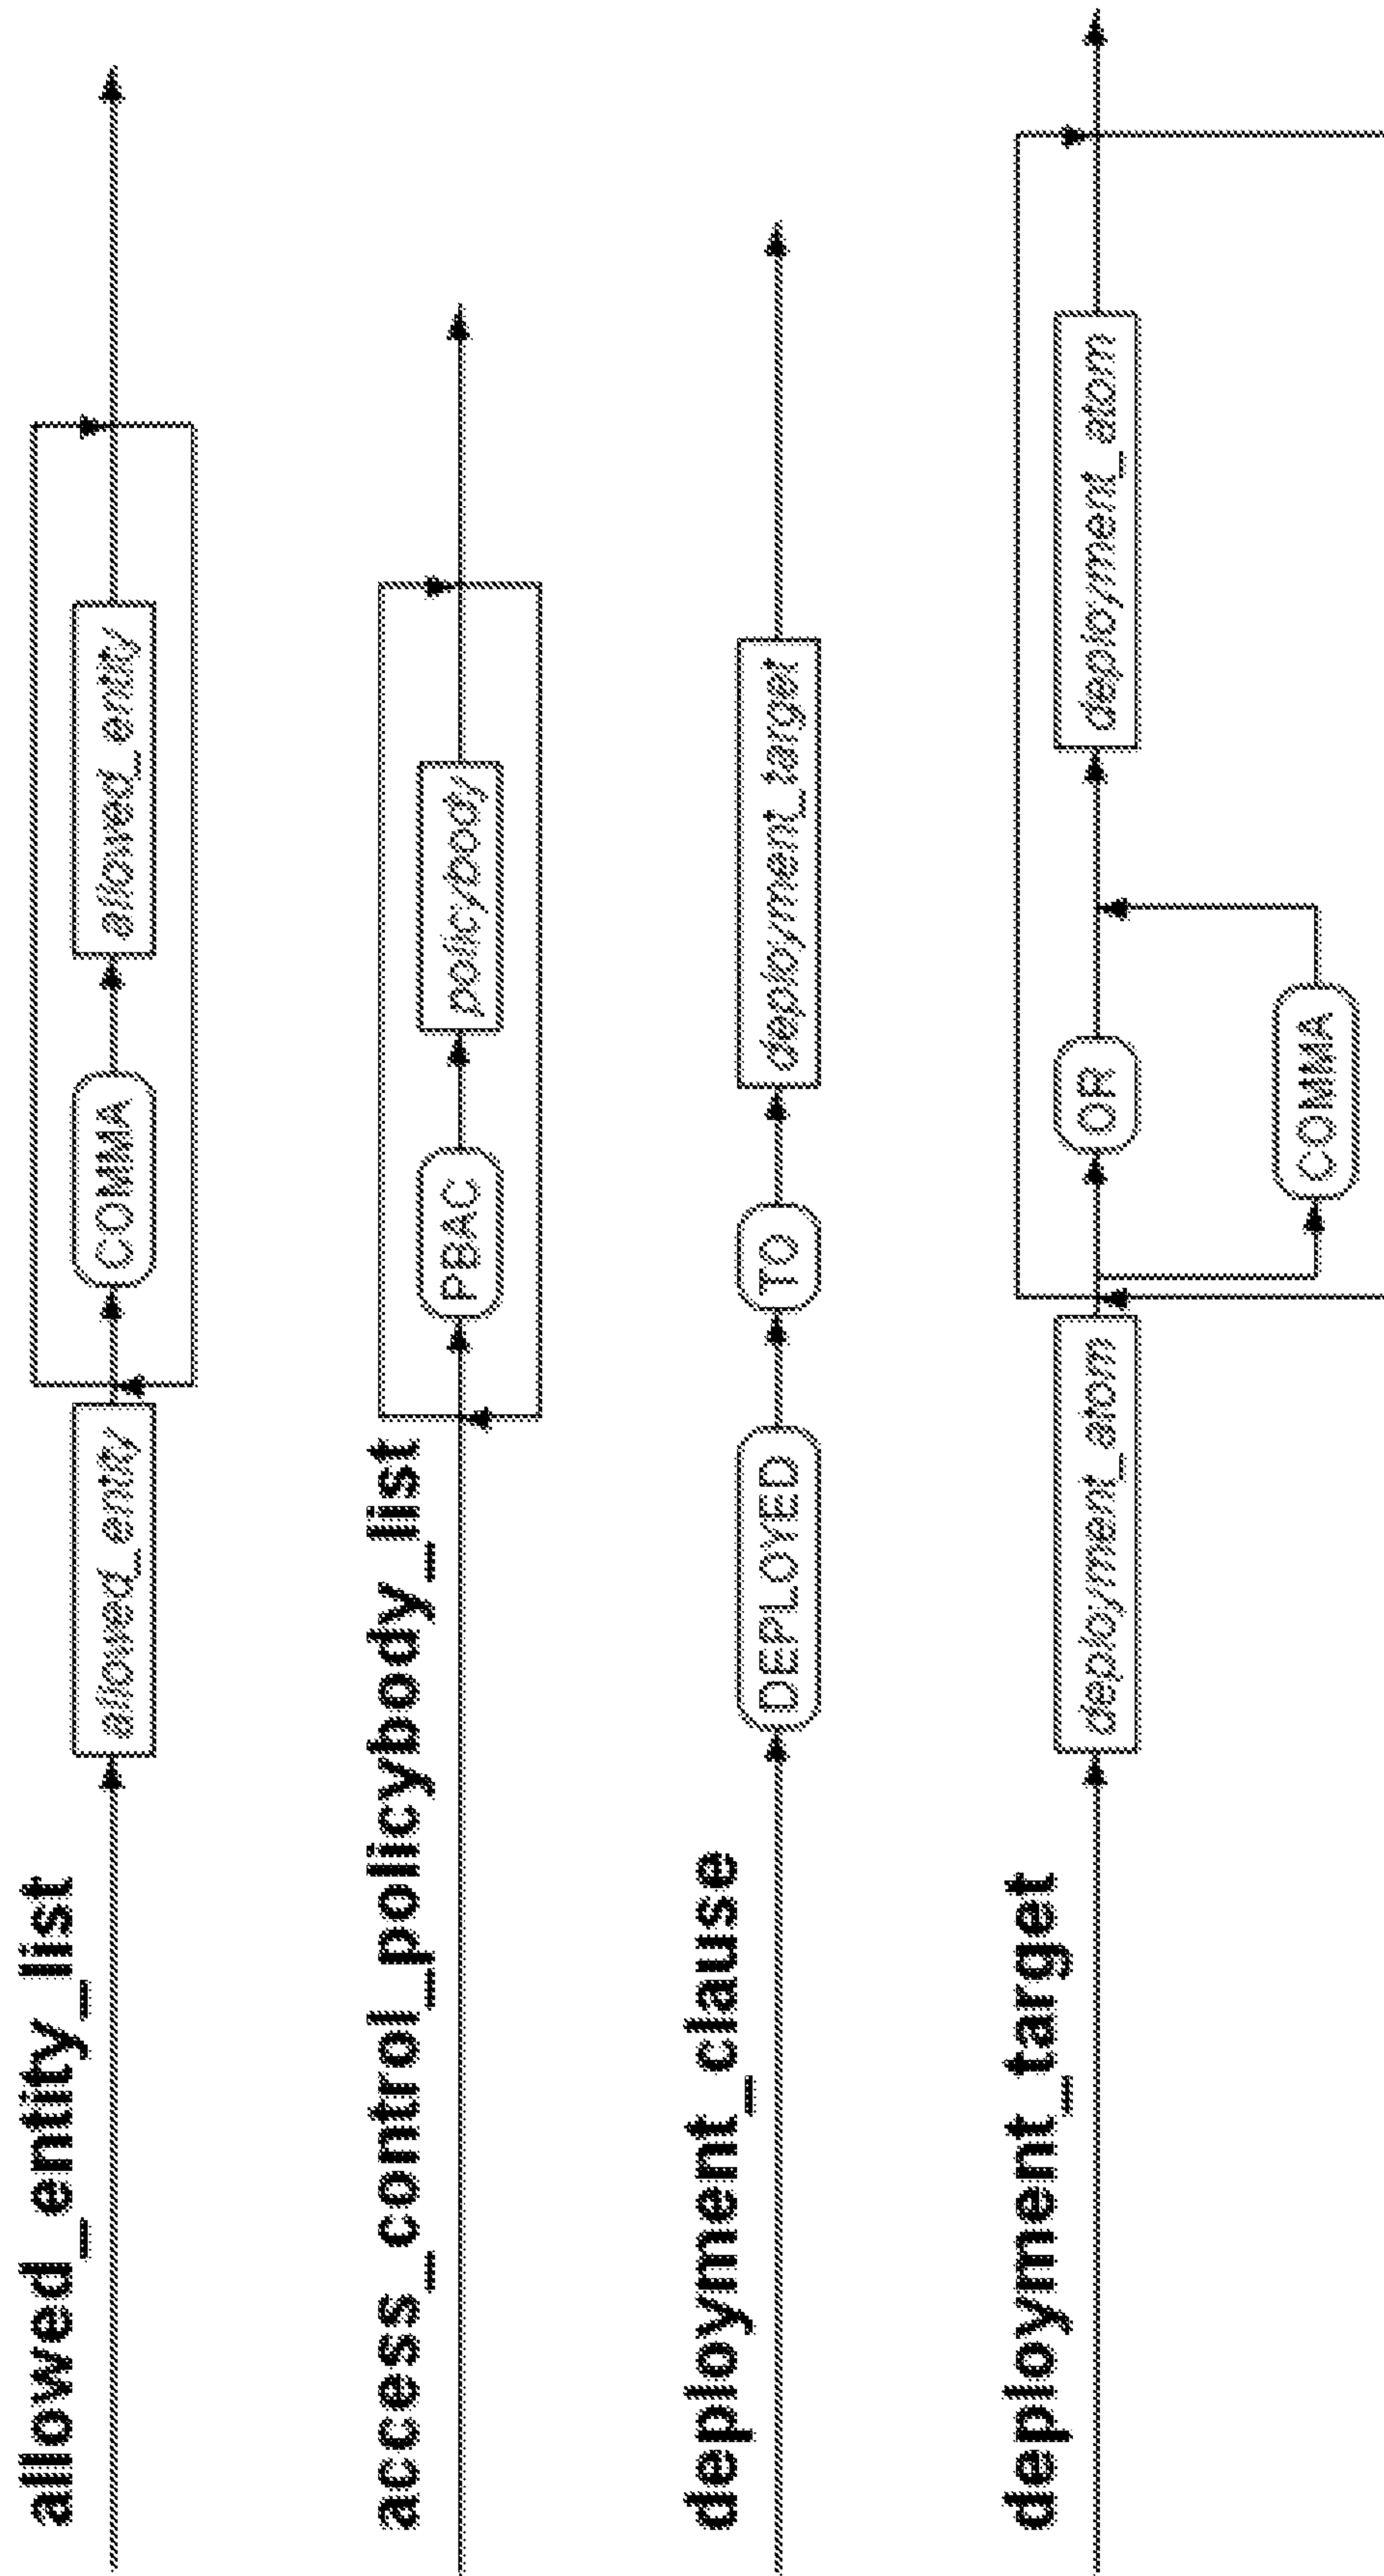 allowed_entity_list
allowed_entity COMMA allowed_entity
access_control_policybody_list
PBAC policybody
deployment_clause
DEPLOYED TO deployment_target
deployment_target
deployment_atom OR deployment_atom
COMMA